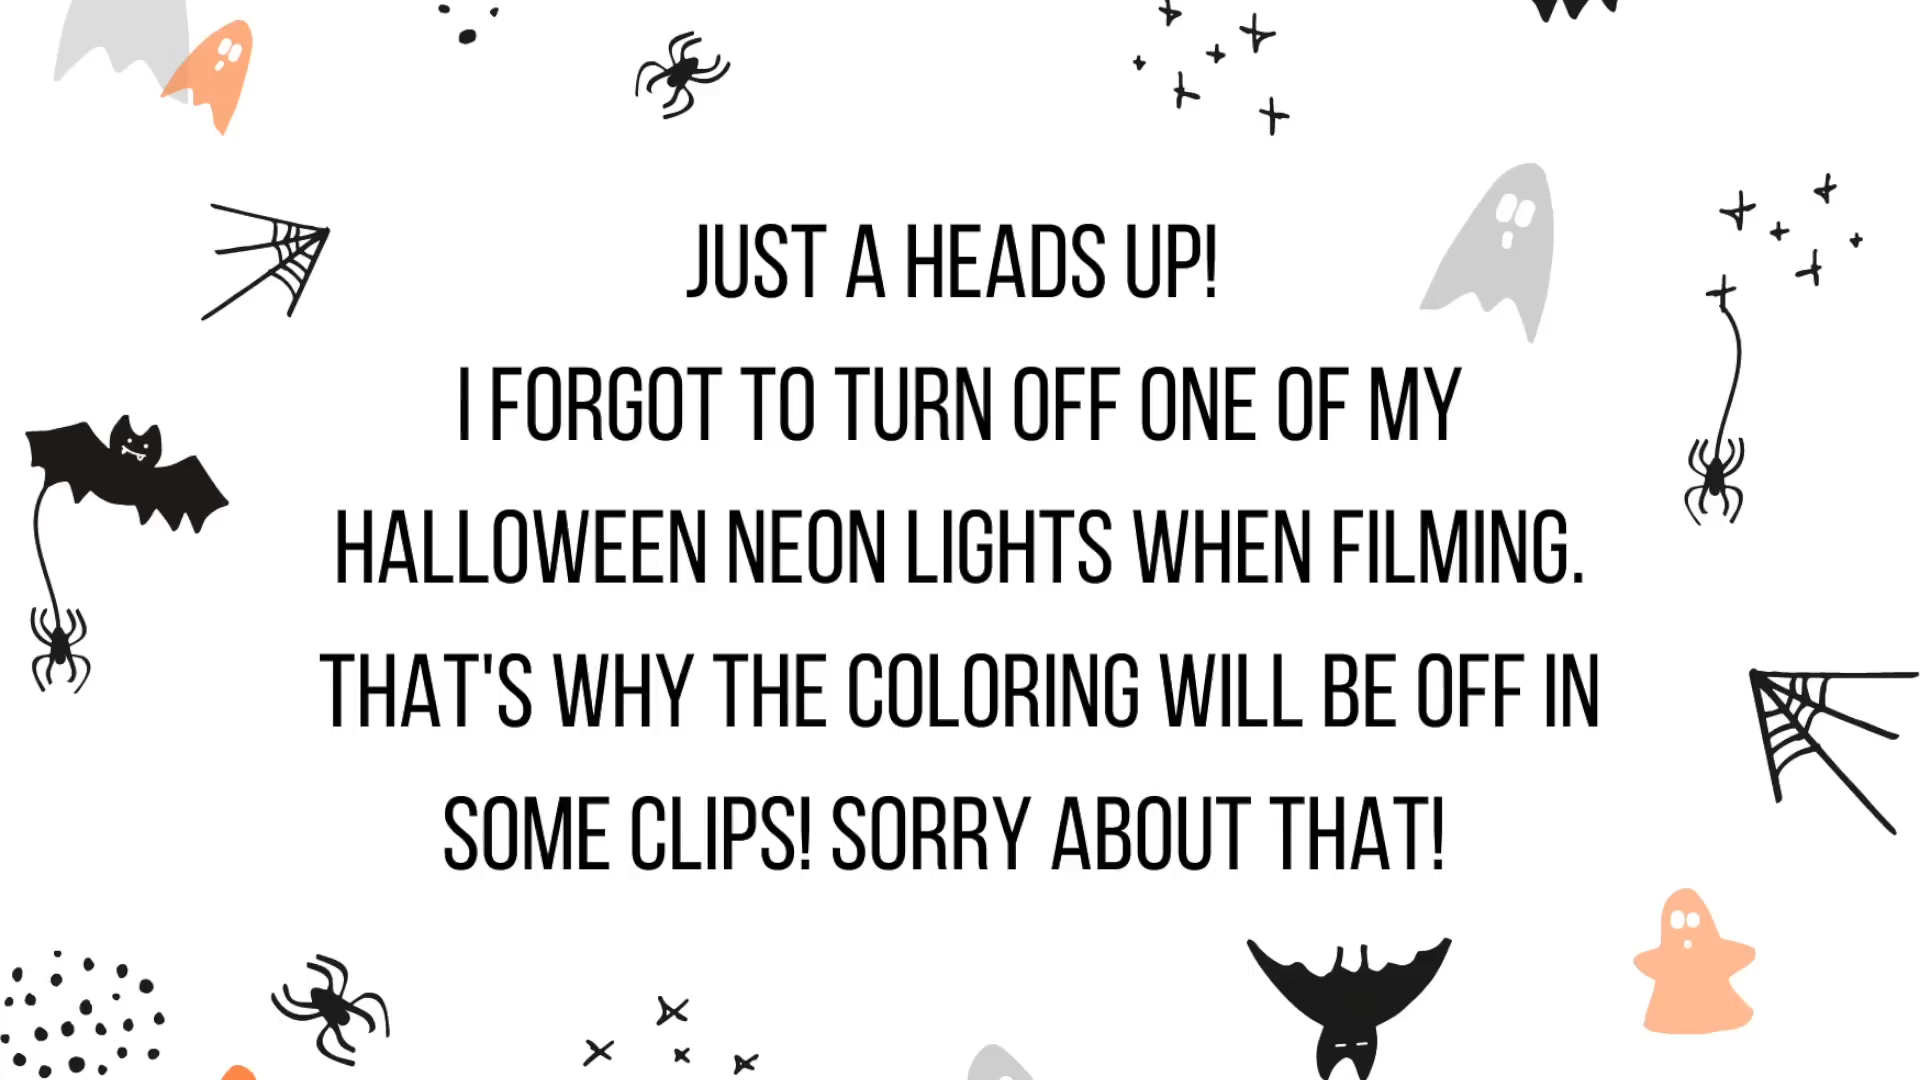 JUST A HEADS UP!
I FORGOT TO TURN OFF ONE OF MY
HALLOWEEN NEON LIGHTS WHEN FILMING.
THAT'S WHY THE COLORING WILL BE OFF IN
SOME CLIPS! SORRY ABOUT THAT!